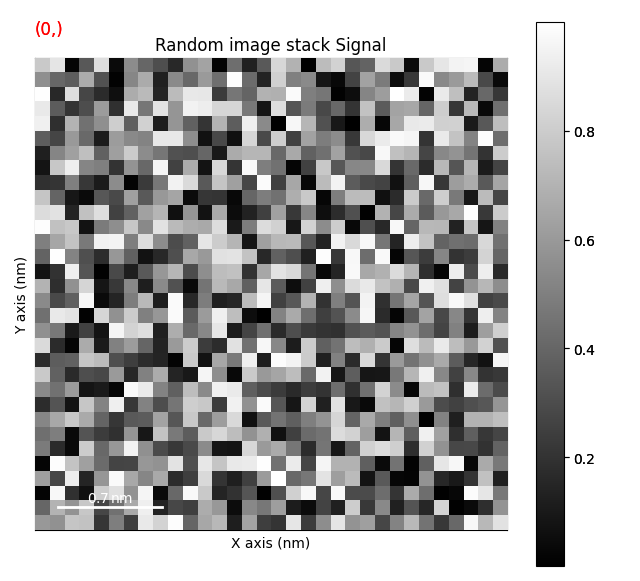 (0,)
Random image stack Signal
0.8
0.6
0.4
0.2
Y axis (nm)
0.7 nm
X axis (nm)